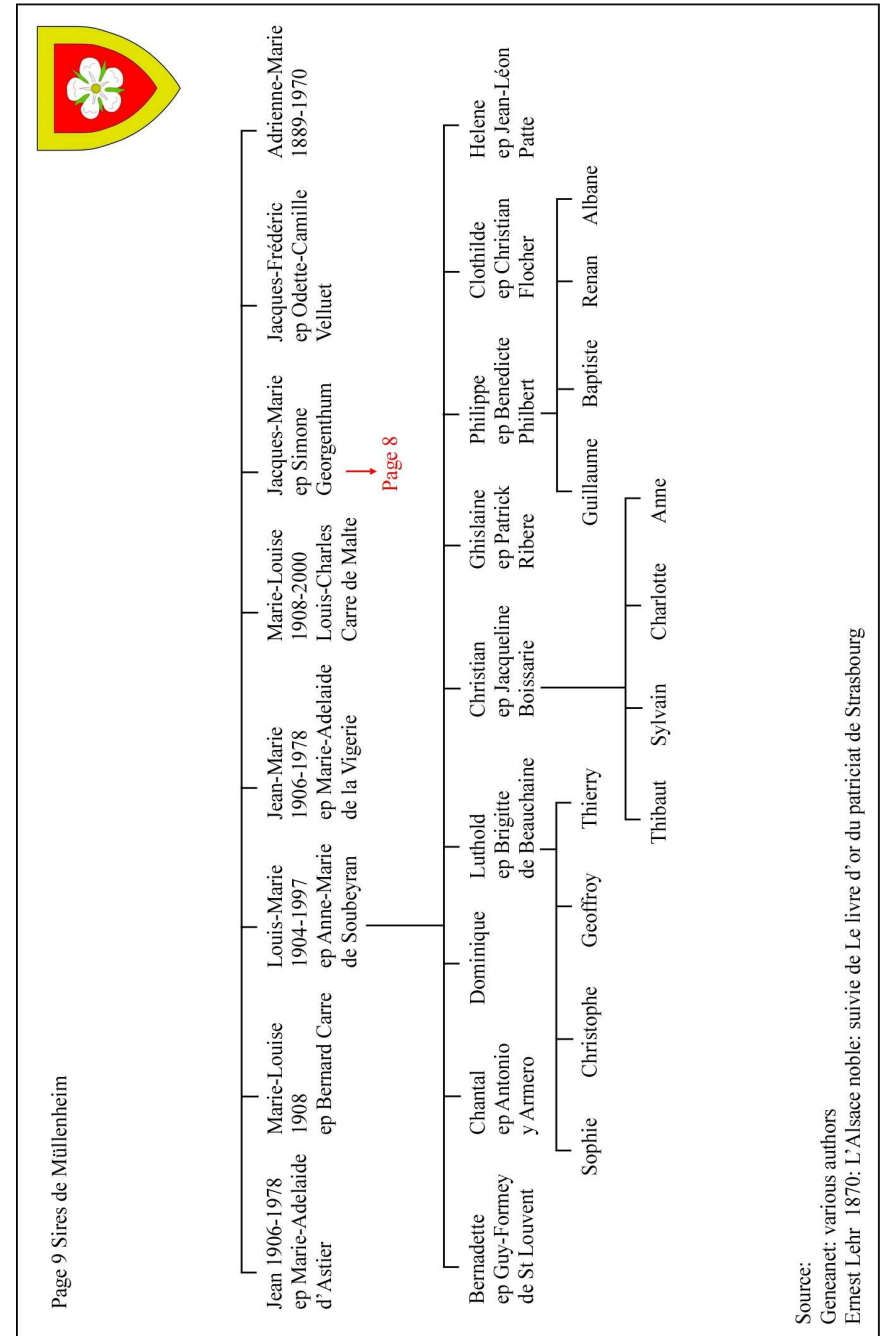 Page 9 Sires de Müllenheim
Jean 1906-1978
ep Marie-Adelaide
d’Astier
Marie-Louise
1908
ep Bernard Carre
Louis-Marie
1904-1997
ep Anne-Marie
de Soubeyran
Jean-Marie
1906-1978
ep Marie-Adelaide
de la Vigerie
Marie-Louise
1908-2000
Louis-Charles
Carre de Malte
Jacques-Marie
ep Simone
Georgenthum
Page 8
Jacques-Frédéric
ep Odette-Camille
Velluet
Adrienne-Marie
1889-1970
Bernadette
ep Guy-Formey
de St Louvent
Chantal
ep Antonio
y Armero
Dominique
Luthold
ep Brigitte
de Beauchaine
Christian
ep Jacqueline
Boissarie
Ghislaine
ep Patrick
Ribere
Philippe
ep Benedicte
Philbert
Clothilde
ep Christian
Flocher
Helene
ep Jean-Léon
Patte
Sophie
Christophe
Geoffroy
Thierry
Guillaume
Baptiste
Renan
Albane
Thibaut
Sylvain
Charlotte
Anne
Source:
Geneanet: various authors
Ernest Lehr 1870: L’Alsace noble: suivie de Le livre d’or du patriciat de Strasbourg